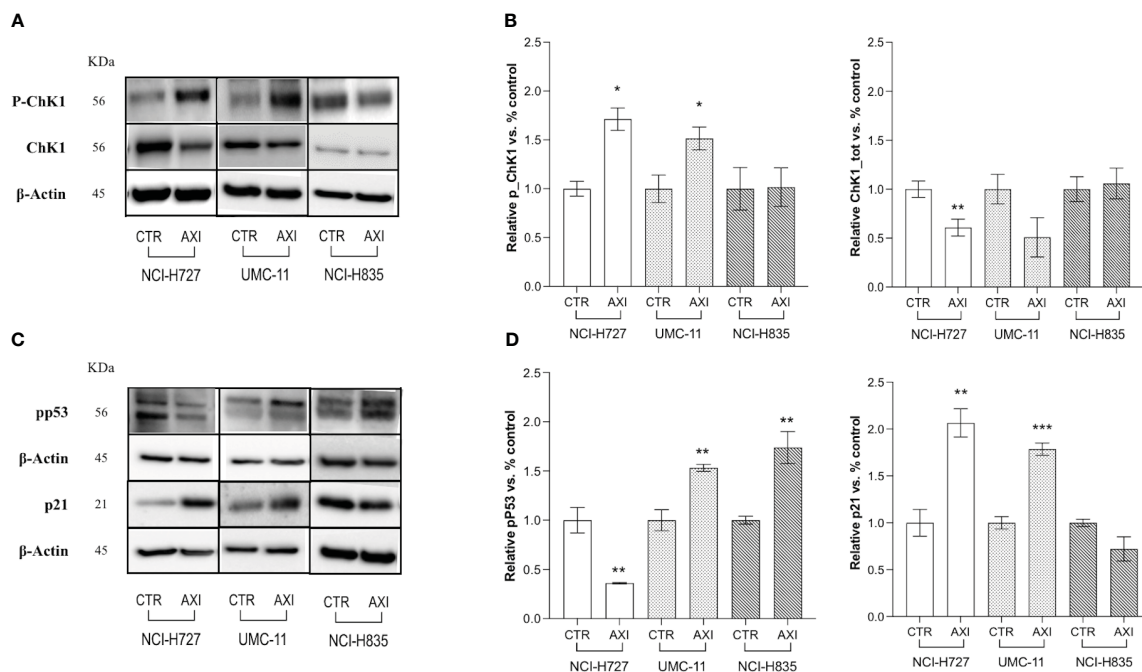 A
KDa
P-ChK1 56
ChK1 56
β-Actin 45
CTR AXI CTR AXI CTR AXI
NCI-H727 UMC-11 NCI-H835
B
Relative p_ChK1 vs. % control
2.5
2.0
1.5
1.0
0.5
0.0
* *
CTR AXI CTR AXI CTR AXI
NCI-H727 UMC-11 NCI-H835
Relative ChK1_tot vs. % control
2.5
2.0
1.5
1.0
0.5
0.0
**
CTR AXI CTR AXI CTR AXI
NCI-H727 UMC-11 NCI-H835
C
KDa
pp53 56
β-Actin 45
p21 21
β-Actin 45
CTR AXI CTR AXI CTR AXI
NCI-H727 UMC-11 NCI-H835
D
Relative pP53 vs. % control
2.5
2.0
1.5
1.0
0.5
0.0
** ** **
CTR AXI CTR AXI CTR AXI
NCI-H727 UMC-11 NCI-H835
Relative p21 vs. % control
2.5
2.0
1.5
1.0
0.5
0.0
** ***
CTR AXI CTR AXI CTR AXI
NCI-H727 UMC-11 NCI-H835